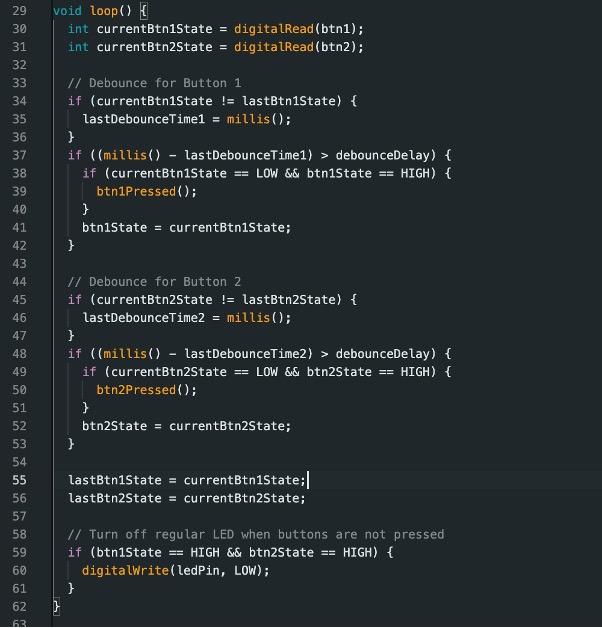 29 void loop() {
30   int currentBtn1State = digitalRead(btn1);
31   int currentBtn2State = digitalRead(btn2);
32
33   // Debounce for Button 1
34   if (currentBtn1State != lastBtn1State) {
35     lastDebounceTime1 = millis();
36   }
37   if ((millis() - lastDebounceTime1) > debounceDelay) {
38     if (currentBtn1State == LOW && btn1State == HIGH) {
39       btn1Pressed();
40     }
41     btn1State = currentBtn1State;
42   }
43
44   // Debounce for Button 2
45   if (currentBtn2State != lastBtn2State) {
46     lastDebounceTime2 = millis();
47   }
48   if ((millis() - lastDebounceTime2) > debounceDelay) {
49     if (currentBtn2State == LOW && btn2State == HIGH) {
50       btn2Pressed();
51     }
52     btn2State = currentBtn2State;
53   }
54
55   lastBtn1State = currentBtn1State;
56   lastBtn2State = currentBtn2State;
57
58   // Turn off regular LED when buttons are not pressed
59   if (btn1State == HIGH && btn2State == HIGH) {
60     digitalWrite(ledPin, LOW);
61   }
62 }
63